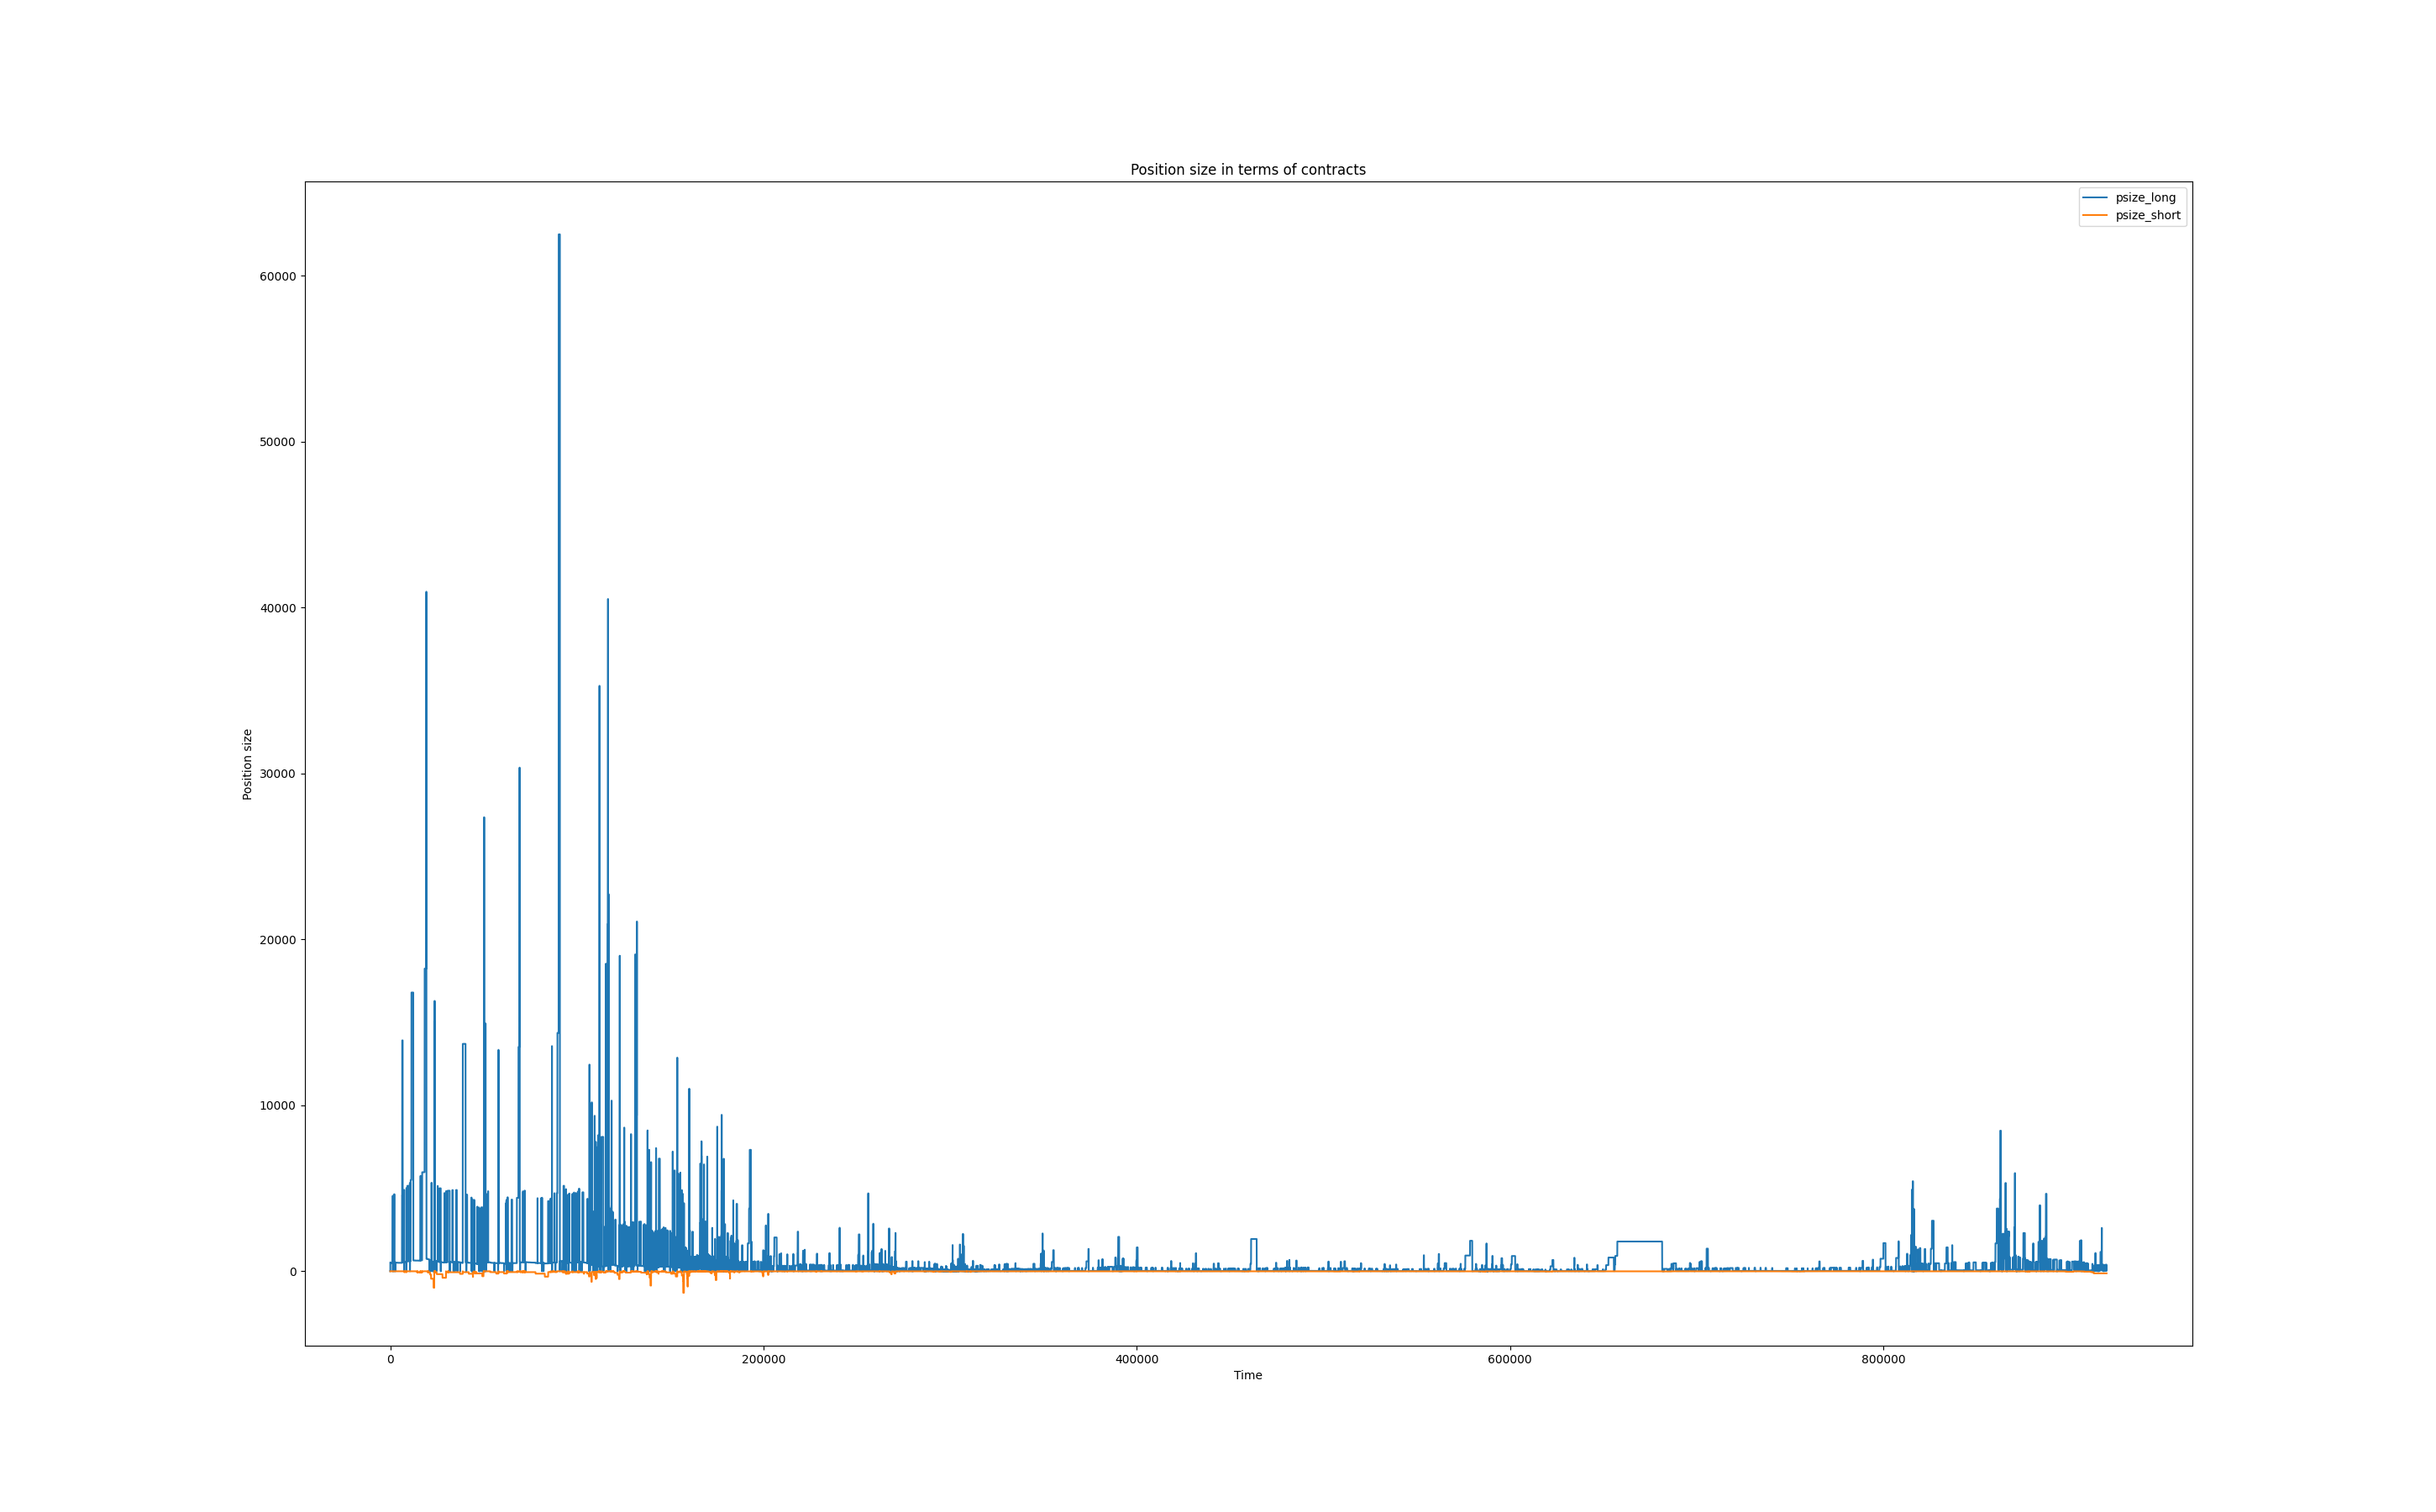 Position size in terms of contracts
psize_long
psize_short
60000
50000
40000
30000
20000
10000
0
Position size
0
200000
400000
600000
800000
Time